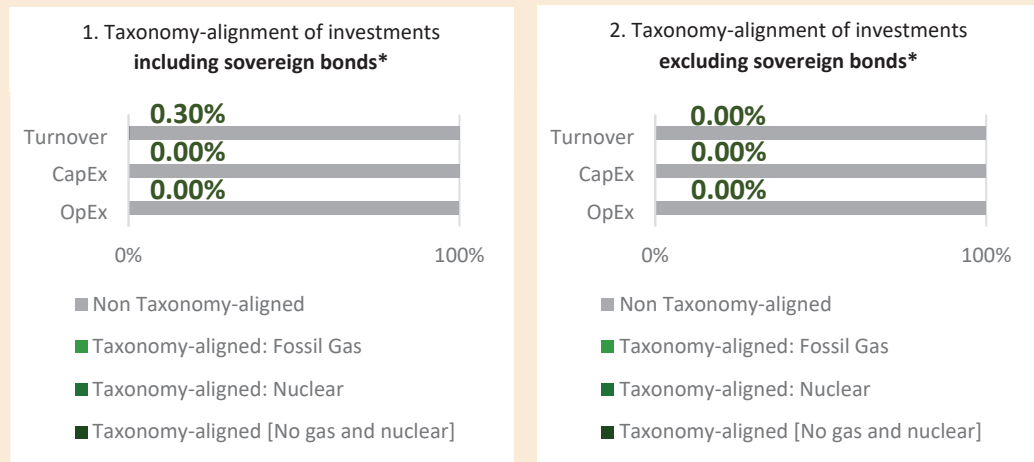 1. Taxonomy-alignment of investments
including sovereign bonds*
0.30%
Turnover
0.00%
CapEx
0.00%
OpEx
0%
100%
Non Taxonomy-aligned
Taxonomy-aligned: Fossil Gas
Taxonomy-aligned: Nuclear
Taxonomy-aligned [No gas and nuclear]
2. Taxonomy-alignment of investments
excluding sovereign bonds*
0.00%
Turnover
0.00%
CapEx
0.00%
OpEx
0%
100%
Non Taxonomy-aligned
Taxonomy-aligned: Fossil Gas
Taxonomy-aligned: Nuclear
Taxonomy-aligned [No gas and nuclear]